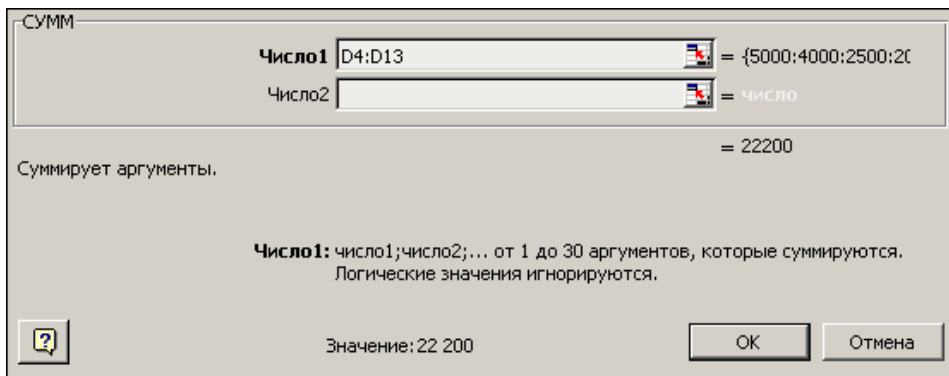 СУММ
Число1 D4:D13 = {5000:4000:2500:20
Число2 = число
= 22200
Суммирует аргументы.
Число1: число1;число2;... от 1 до 30 аргументов, которые суммируются.
Логические значения игнорируются.
Значение:22 200
OK
Отмена